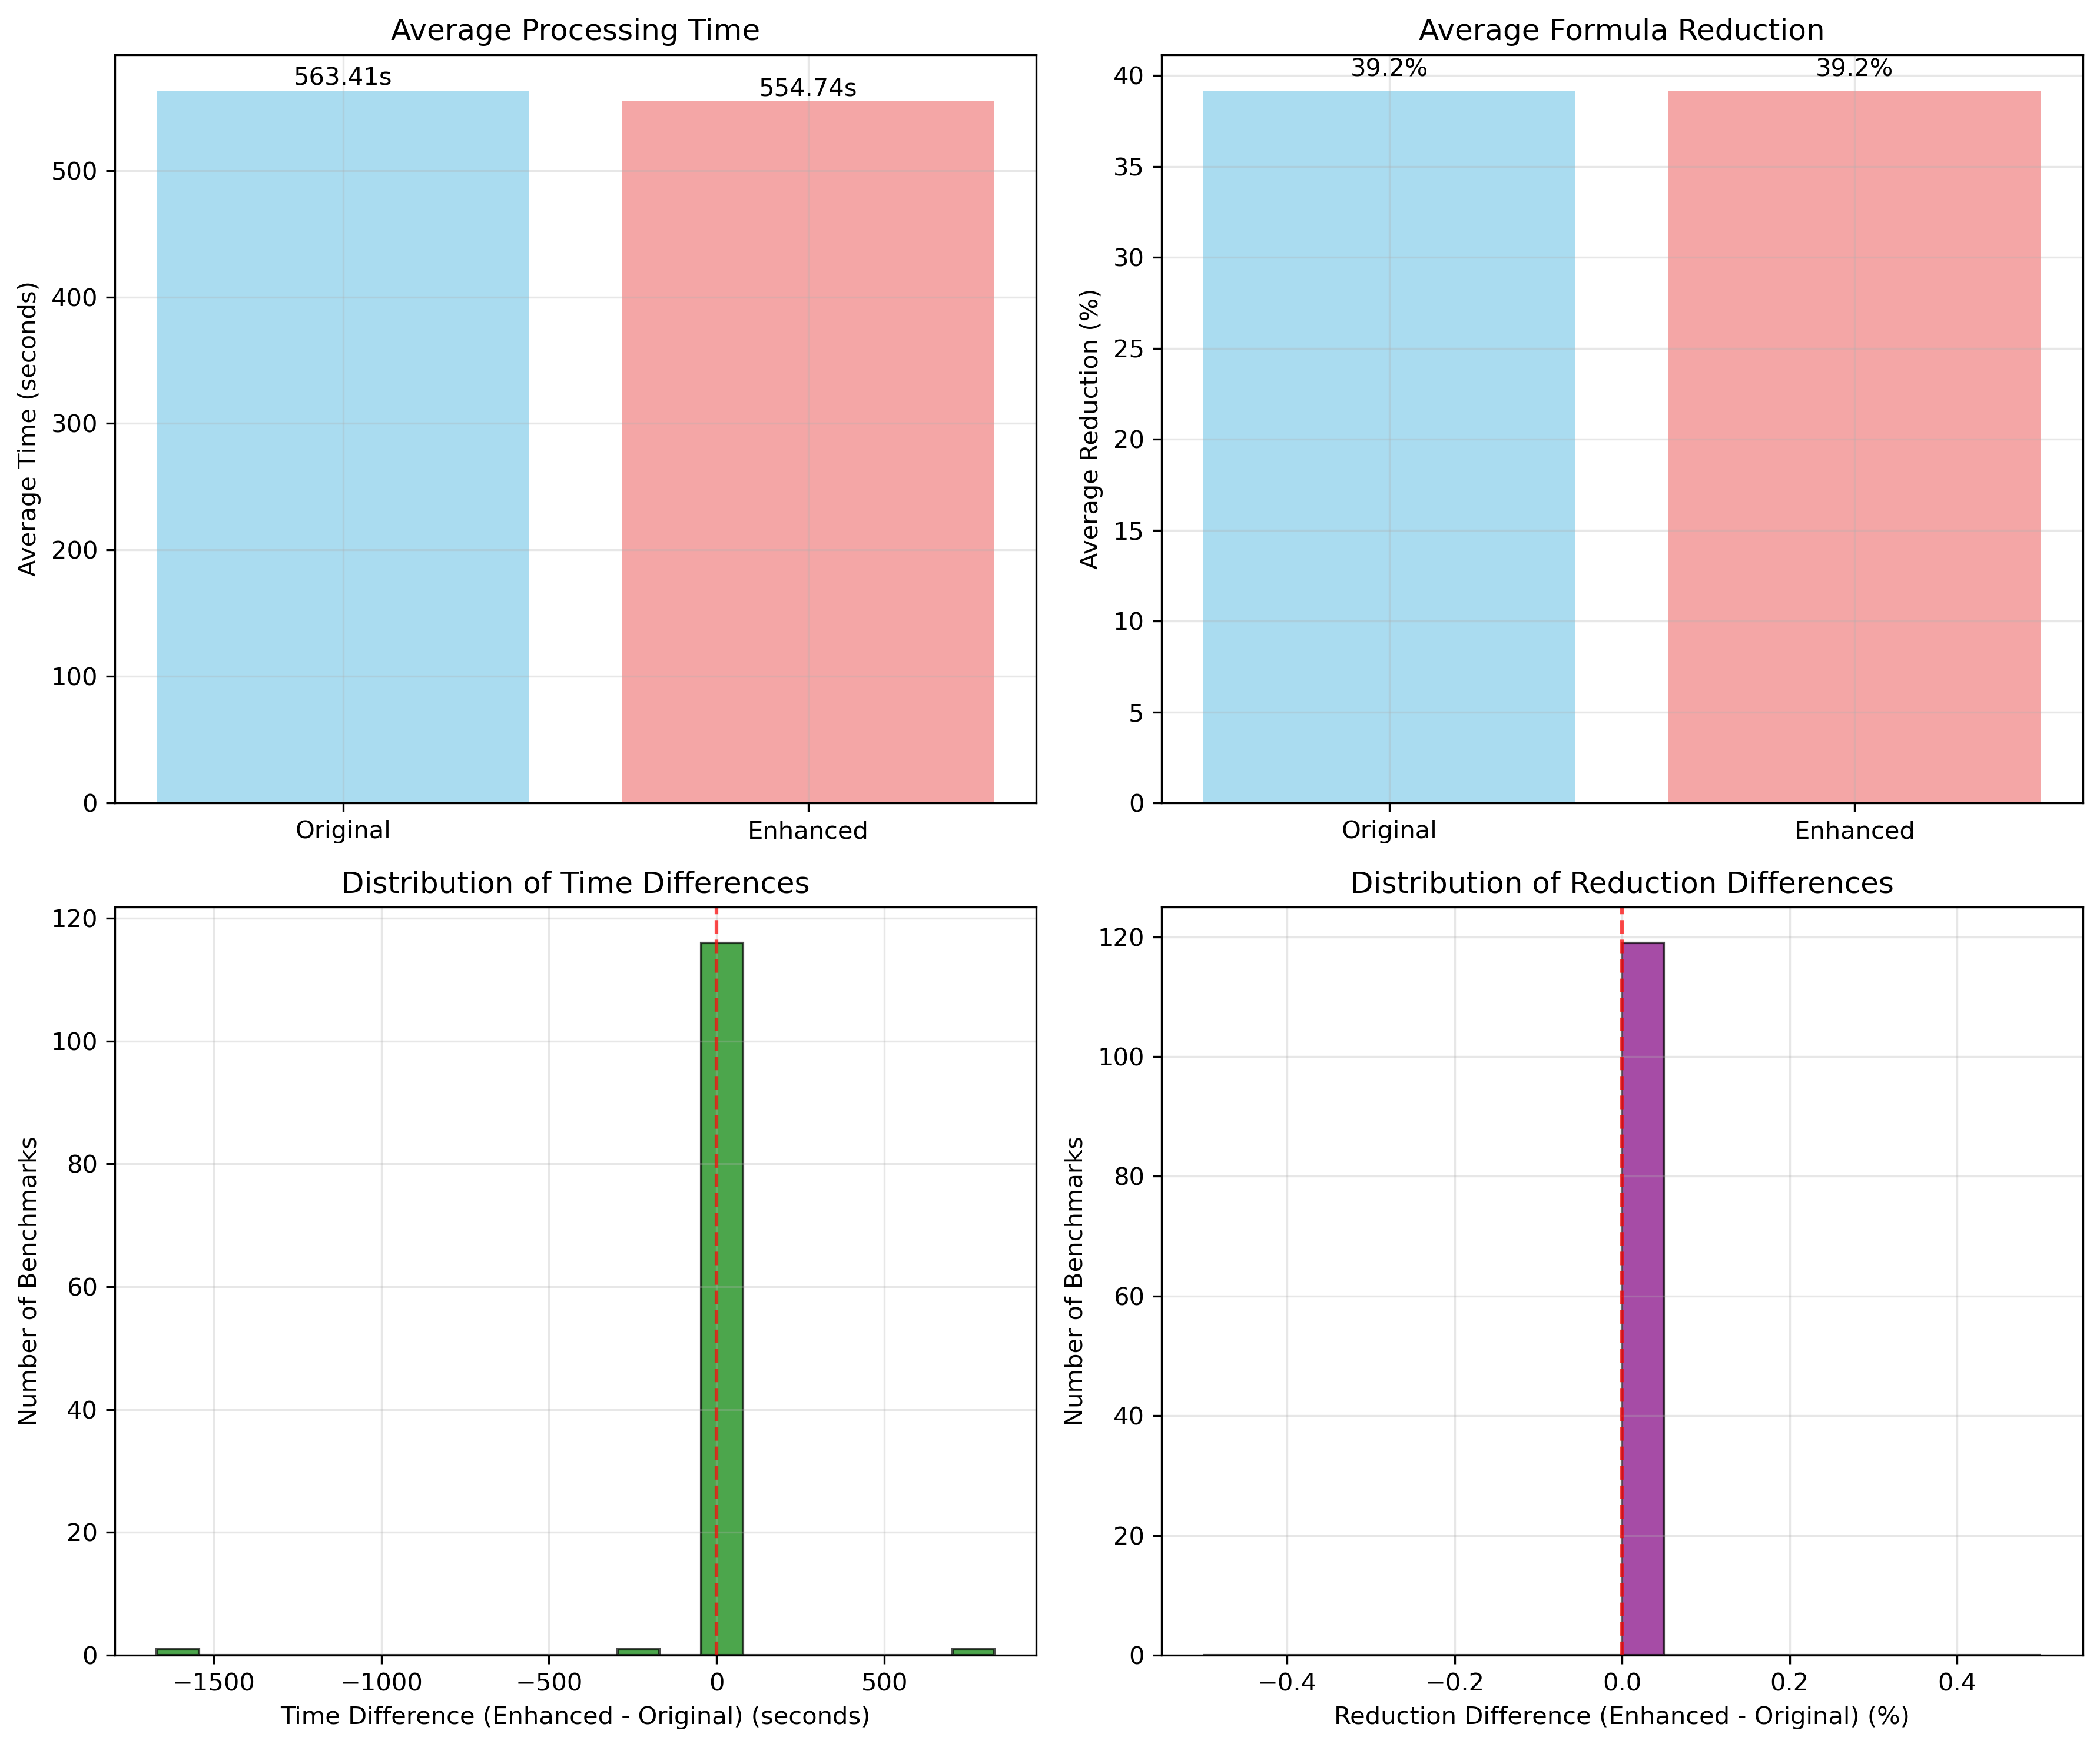 Average Processing Time
563.41s
554.74s
Average Time (seconds)
500
400
300
200
100
0
Original
Enhanced
Average Formula Reduction
39.2%
39.2%
Average Reduction (%)
40
35
30
25
20
15
10
5
0
Original
Enhanced
Distribution of Time Differences
Number of Benchmarks
120
100
80
60
40
20
0
−1500
−1000
−500
0
500
Time Difference (Enhanced - Original) (seconds)
Distribution of Reduction Differences
Number of Benchmarks
120
100
80
60
40
20
0
−0.4
−0.2
0.0
0.2
0.4
Reduction Difference (Enhanced - Original) (%)